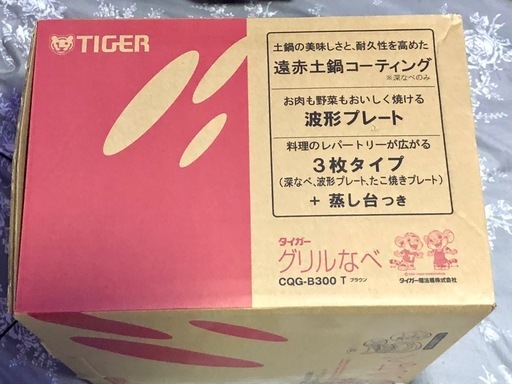 TIGER
土鍋の美味しさと、耐久性を高めた
遠赤土鍋コーティング
※深なべのみ
お肉も野菜もおいしく焼ける
波形プレート
料理のレパートリーが広がる
3枚タイプ
(深なべ、波形プレート、たこ焼きプレート)
+ 蒸し台つき
タイガー
グリルなべ
CQG-B300 T ブラウン
タイガー魔法瓶株式会社